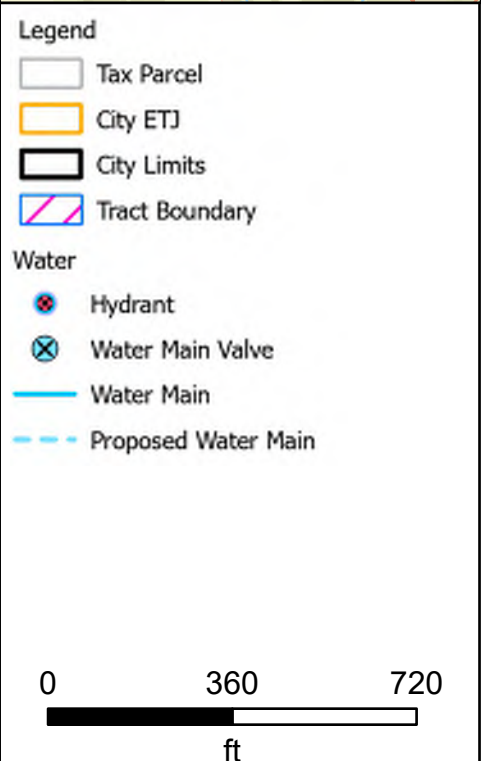 Legend
Tax Parcel
City ETJ
City Limits
Tract Boundary
Water
Hydrant
Water Main Valve
Water Main
Proposed Water Main
0 360 720
ft